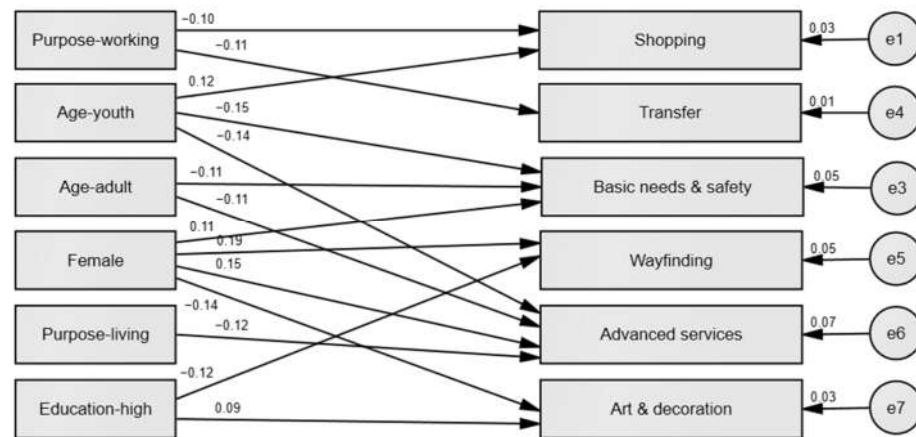 −0.10
Purpose-working
Shopping
0.03
e1
−0.11
0.12
Age-youth
−0.15
−0.14
Transfer
0.01
e4
Age-adult
−0.11
−0.11
Basic needs & safety
0.05
e3
0.11
Female
0.19
0.15
Wayfinding
0.05
e5
−0.14
Purpose-living
−0.12
Advanced services
0.07
e6
−0.12
Education-high
0.09
Art & decoration
0.03
e7